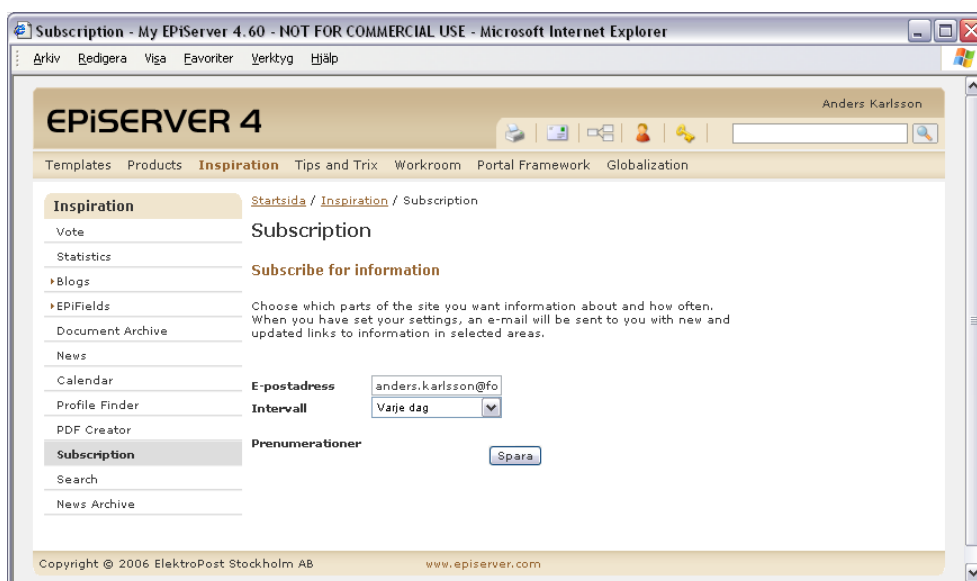 Subscription - My EPiServer 4.60 - NOT FOR COMMERCIAL USE - Microsoft Internet Explorer
Arkiv Redigera Visa Favoriter Verktyg Hjälp
Anders Karlsson
EPiSERVER 4
Templates Products Inspiration Tips and Trix Workroom Portal Framework Globalization
Inspiration
Vote
Statistics
Blogs
EPiFields
Document Archive
News
Calendar
Profile Finder
PDF Creator
Subscription
Search
News Archive
Startsida / Inspiration / Subscription
Subscription
Subscribe for information
Choose which parts of the site you want information about and how often.
When you have set your settings, an e-mail will be sent to you with new and
updated links to information in selected areas.
E-postadress anders.karlsson@fo
Intervall Varje dag
Prenumerationer
Spara
Copyright © 2006 ElektroPost Stockholm AB www.episerver.com